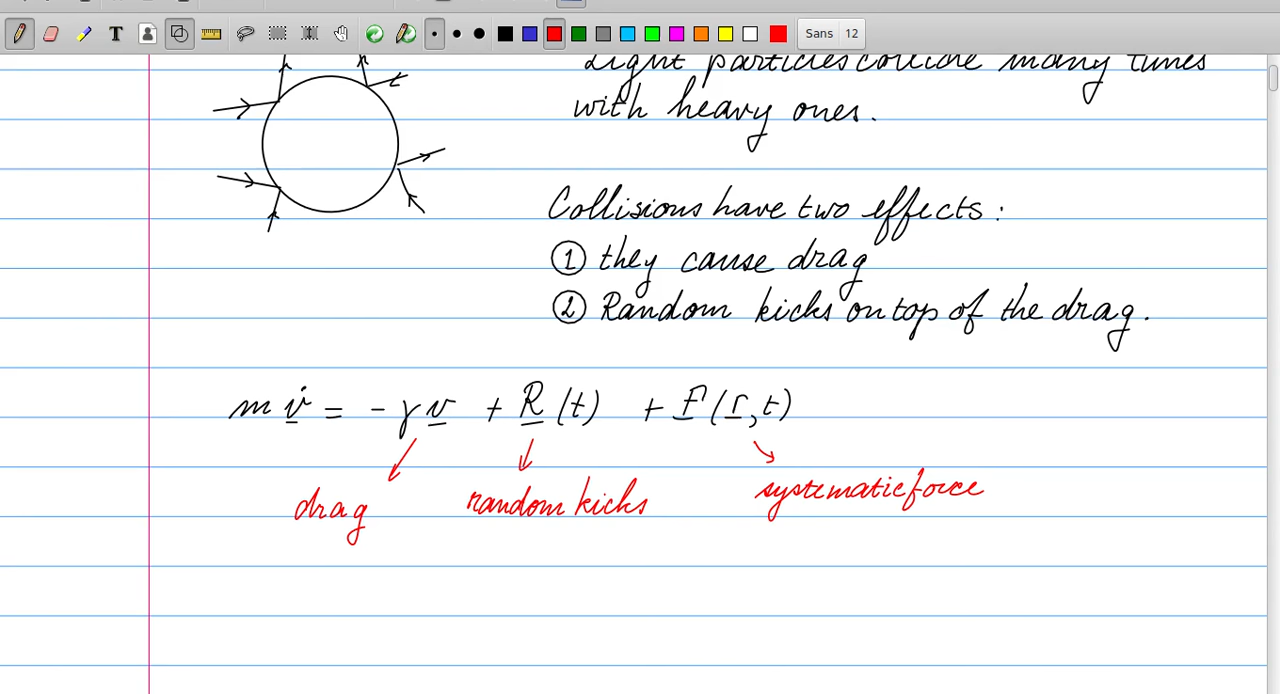 T
Sans 12
Light particles collide many times
with heavy ones.
Collisions have two effects:
① they cause drag
② Random kicks on top of the drag.
m v̲̇ = - γ v̲ + R̲ (t) + F̲ (r̲, t)
drag random kicks systematic force